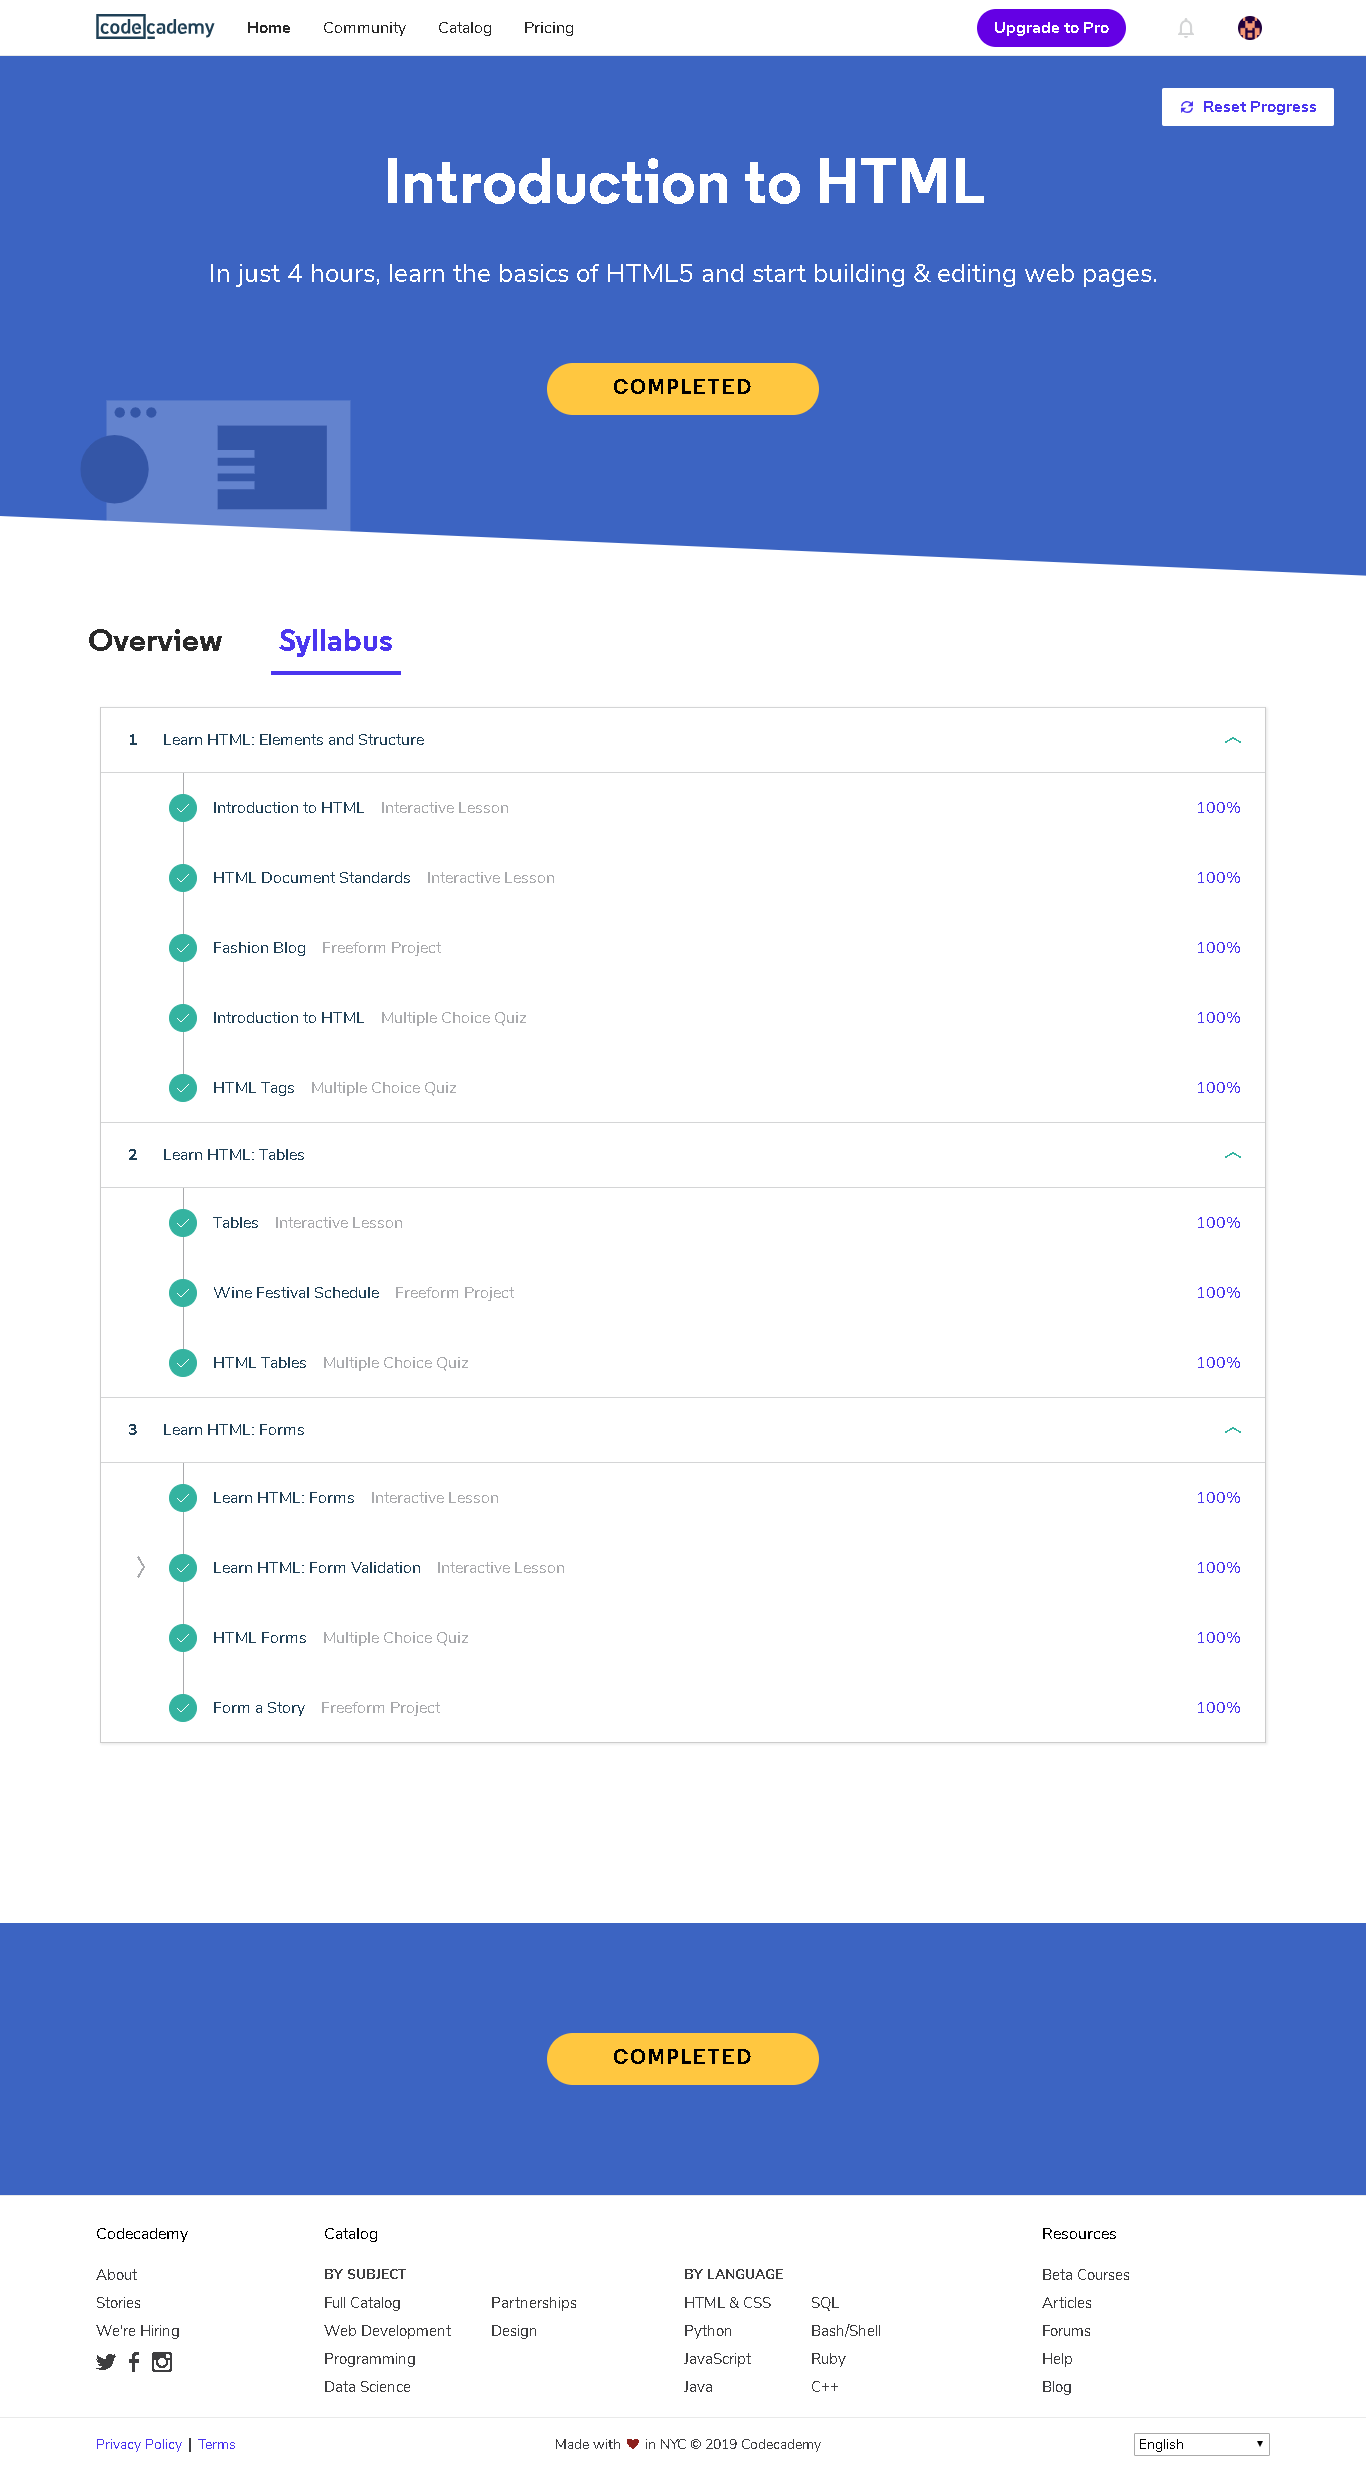 codecademy Home Community Catalog Pricing Upgrade to Pro
Reset Progress
Introduction to HTML
In just 4 hours, learn the basics of HTML5 and start building & editing web pages.
COMPLETED
Overview Syllabus
1 Learn HTML: Elements and Structure
Introduction to HTML Interactive Lesson 100%
HTML Document Standards Interactive Lesson 100%
Fashion Blog Freeform Project 100%
Introduction to HTML Multiple Choice Quiz 100%
HTML Tags Multiple Choice Quiz 100%
2 Learn HTML: Tables
Tables Interactive Lesson 100%
Wine Festival Schedule Freeform Project 100%
HTML Tables Multiple Choice Quiz 100%
3 Learn HTML: Forms
Learn HTML: Forms Interactive Lesson 100%
Learn HTML: Form Validation Interactive Lesson 100%
HTML Forms Multiple Choice Quiz 100%
Form a Story Freeform Project 100%
COMPLETED
Codecademy Catalog Resources
About BY SUBJECT BY LANGUAGE Beta Courses
Stories Full Catalog Partnerships HTML & CSS SQL Articles
We're Hiring Web Development Design Python Bash/Shell Forums
Programming JavaScript Ruby Help
Data Science Java C++ Blog
Privacy Policy | Terms Made with ❤ in NYC © 2019 Codecademy English